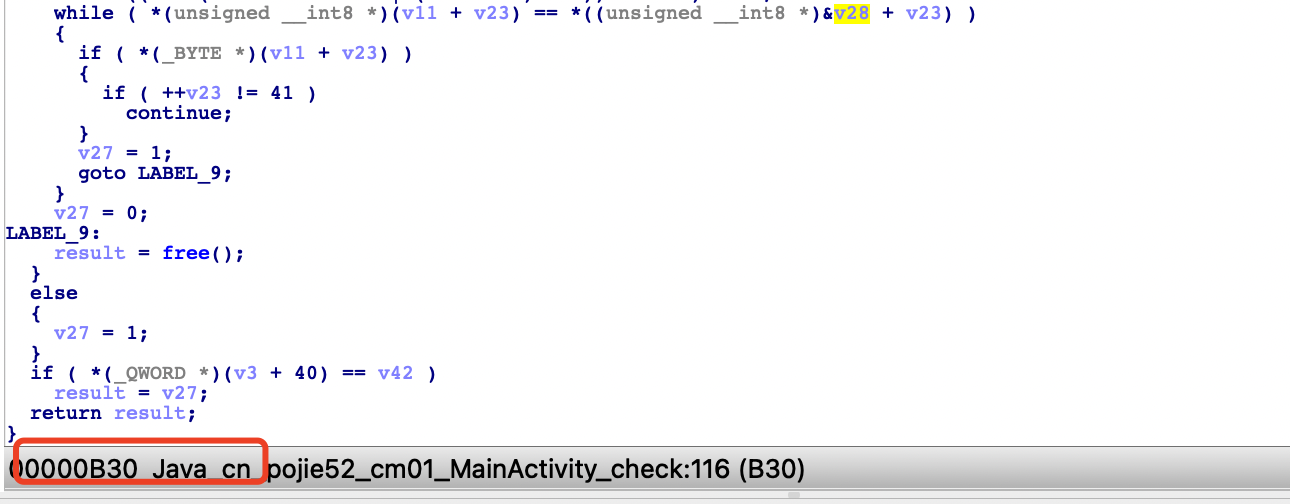 while ( *(unsigned __int8 *)(v11 + v23) == *((unsigned __int8 *)&v28 + v23) )
{
if ( *(_BYTE *)(v11 + v23) )
{
if ( ++v23 != 41 )
continue;
}
v27 = 1;
goto LABEL_9;
}
v27 = 0;
LABEL_9:
result = free();
}
else
{
v27 = 1;
}
if ( *(_QWORD *)(v3 + 40) == v42 )
result = v27;
return result;
}
00000B30 Java_cn_pojie52_cm01_MainActivity_check:116 (B30)